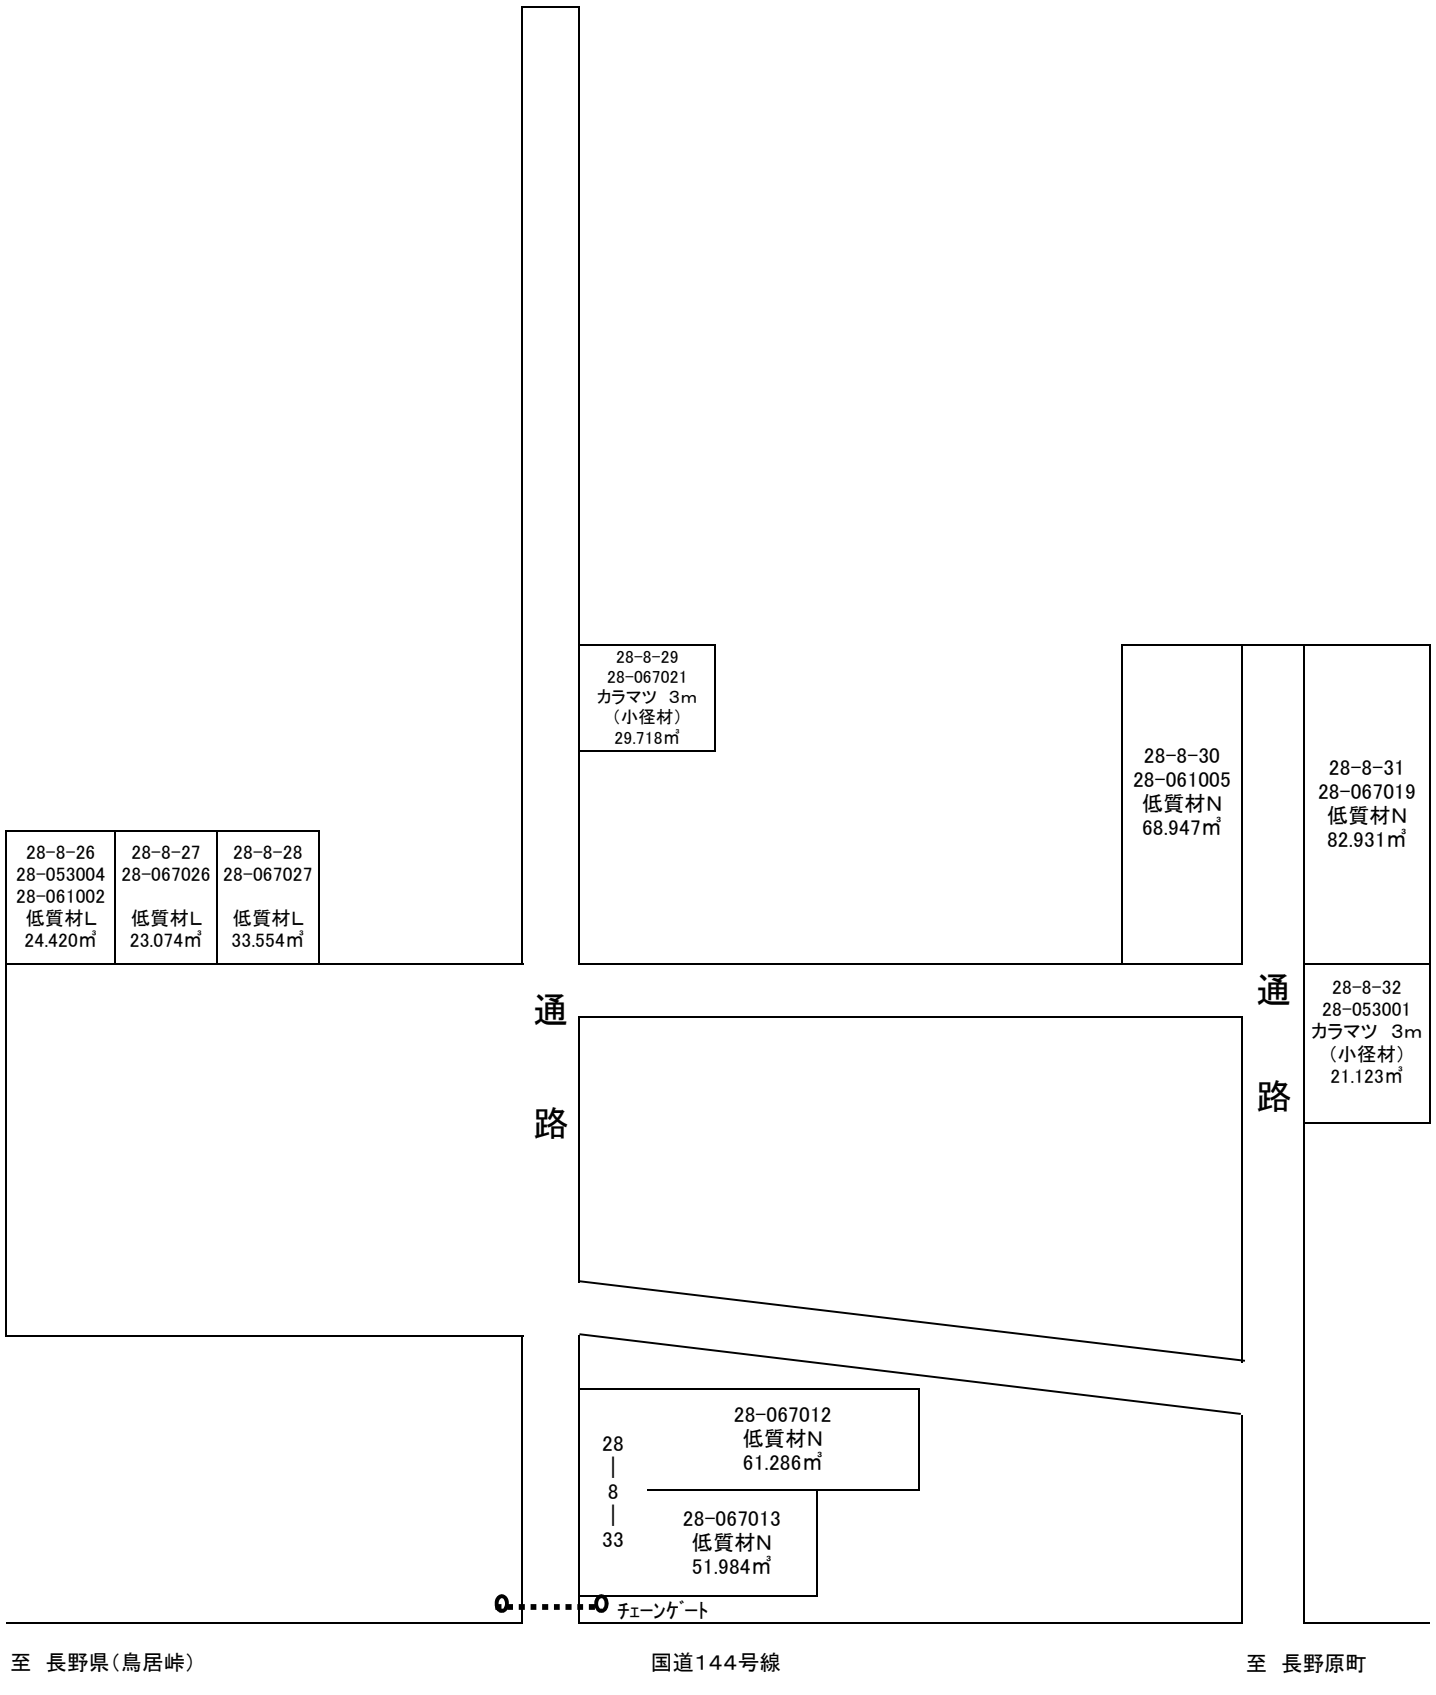 28-8-29
28-067021
カラマツ　3m
（小径材）
29.718㎥
28-8-30
28-061005
低質材N
68.947㎥
28-8-31
28-067019
低質材N
82.931㎥
28-8-26
28-053004
28-061002
低質材L
24.420㎥
28-8-27
28-067026
低質材L
23.074㎥
28-8-28
28-067027
低質材L
33.554㎥
通
路
通
路
28-8-32
28-053001
カラマツ　3m
（小径材）
21.123㎥
28
|
8
|
33
28-067012
低質材N
61.286㎥
28-067013
低質材N
51.984㎥
ﾁｪｰﾝｹﾞｰﾄ
至　長野県（鳥居峠）
国道144号線
至　長野原町